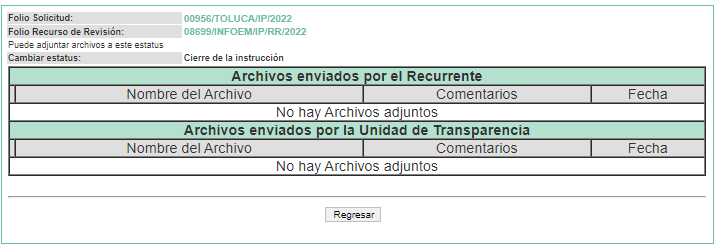 Folio Solicitud: 00956/TOLUCA/IP/2022
Folio Recurso de Revisión: 08699/INFOEM/IP/RR/2022
Puede adjuntar archivos a este estatus
Cambiar estatus: Cierre de la instrucción
Archivos enviados por el Recurrente
Nombre del Archivo Comentarios Fecha
No hay Archivos adjuntos
Archivos enviados por la Unidad de Transparencia
Nombre del Archivo Comentarios Fecha
No hay Archivos adjuntos
Regresar